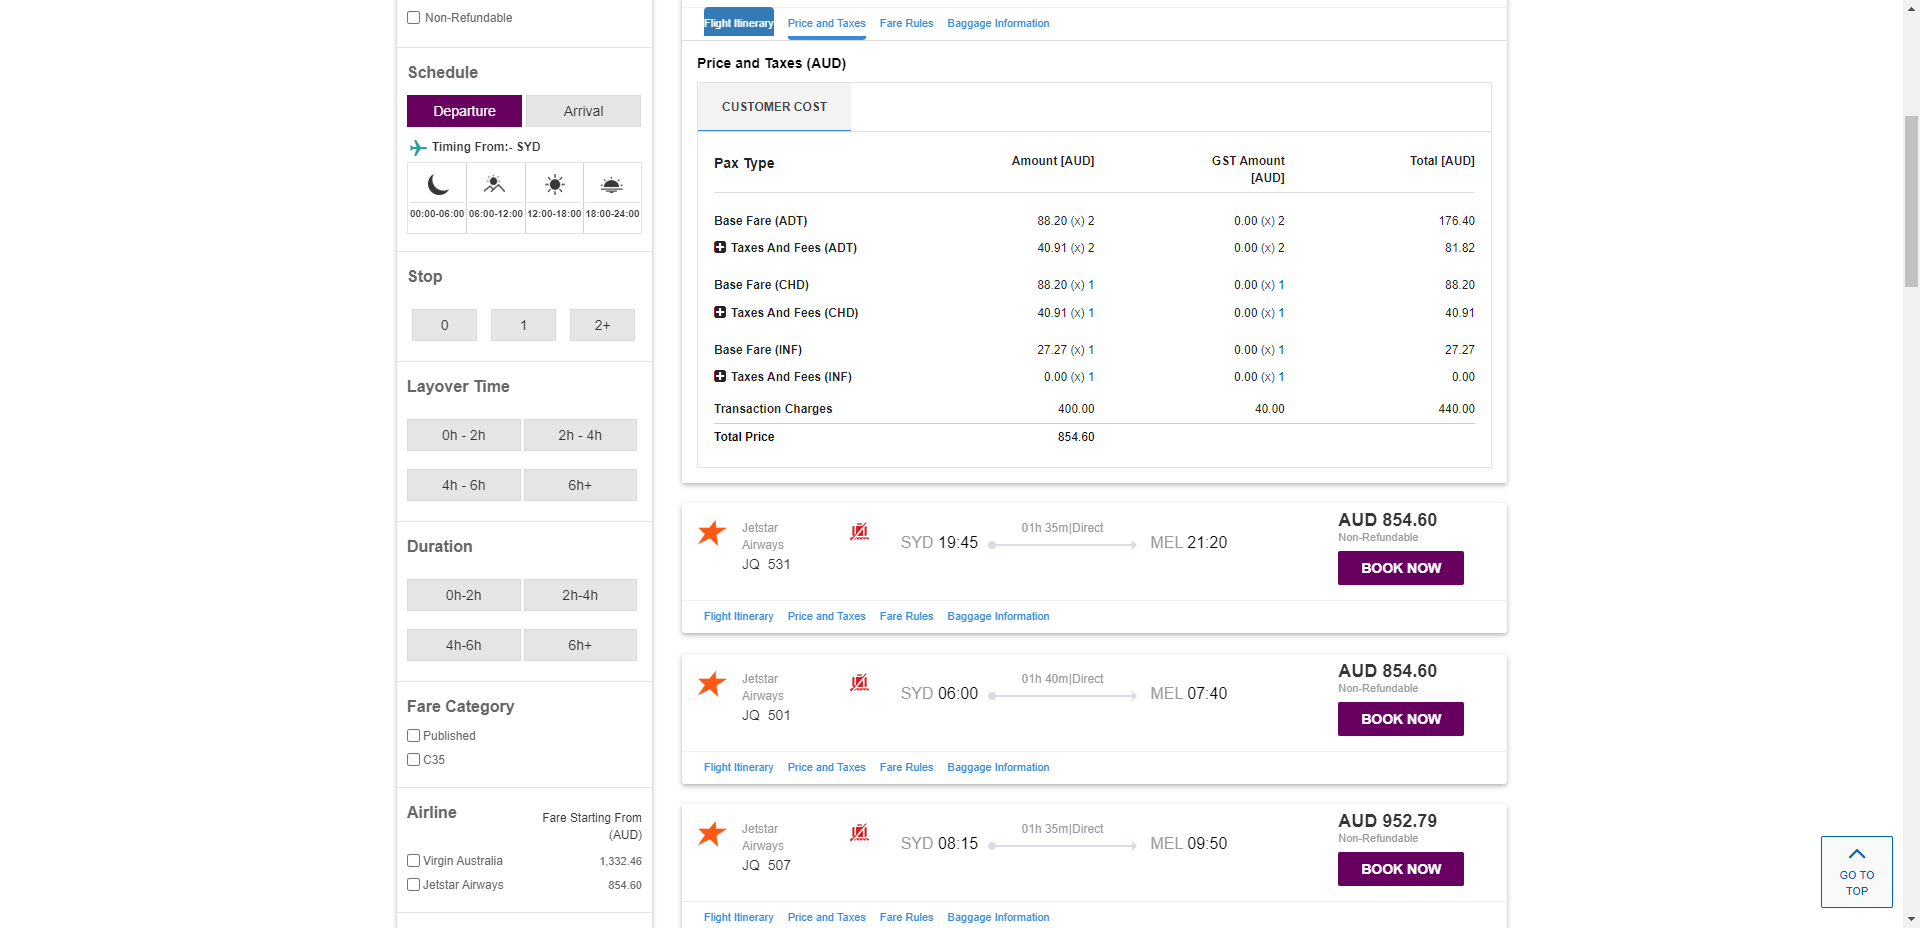 Non-Refundable
Schedule
Departure
Arrival
Timing From:- SYD
00:00-06:00
06:00-12:00
12:00-18:00
18:00-24:00
Stop
0
1
2+
Layover Time
0h - 2h
2h - 4h
4h - 6h
6h+
Duration
0h-2h
2h-4h
4h-6h
6h+
Fare Category
Published
C35
Airline
Fare Starting From
(AUD)
Virgin Australia 1,332.46
Jetstar Airways 854.60
Flight Itinerary Price and Taxes Fare Rules Baggage Information
Price and Taxes (AUD)
CUSTOMER COST
Pax Type Amount [AUD] GST Amount Total [AUD]
[AUD]
Base Fare (ADT) 88.20 (x) 2 0.00 (x) 2 176.40
Taxes And Fees (ADT) 40.91 (x) 2 0.00 (x) 2 81.82
Base Fare (CHD) 88.20 (x) 1 0.00 (x) 1 88.20
Taxes And Fees (CHD) 40.91 (x) 1 0.00 (x) 1 40.91
Base Fare (INF) 27.27 (x) 1 0.00 (x) 1 27.27
Taxes And Fees (INF) 0.00 (x) 1 0.00 (x) 1 0.00
Transaction Charges 400.00 40.00 440.00
Total Price 854.60
Jetstar
Airways
JQ 531
SYD 19:45
01h 35m|Direct
MEL 21:20
AUD 854.60
Non-Refundable
BOOK NOW
Flight Itinerary Price and Taxes Fare Rules Baggage Information
Jetstar
Airways
JQ 501
SYD 06:00
01h 40m|Direct
MEL 07:40
AUD 854.60
Non-Refundable
BOOK NOW
Flight Itinerary Price and Taxes Fare Rules Baggage Information
Jetstar
Airways
JQ 507
SYD 08:15
01h 35m|Direct
MEL 09:50
AUD 952.79
Non-Refundable
BOOK NOW
Flight Itinerary Price and Taxes Fare Rules Baggage Information
GO TO
TOP